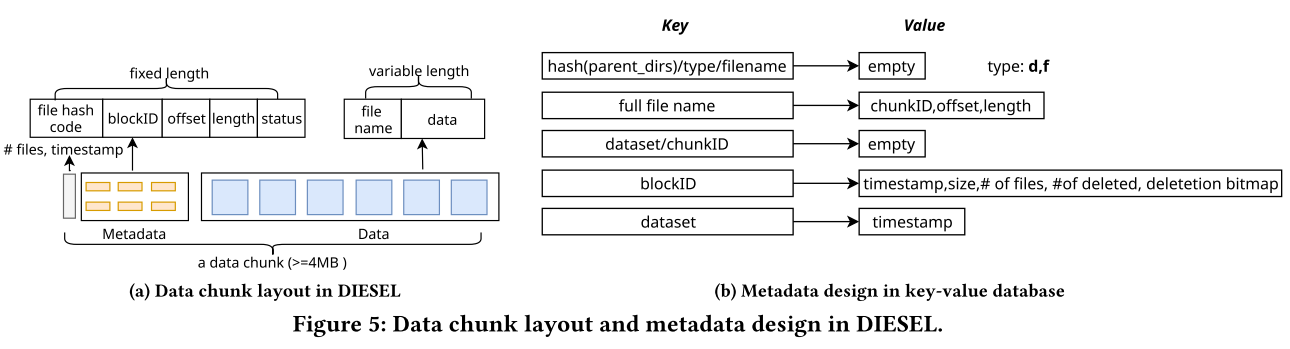 fixed length
variable length
file hash code
blockID
offset
length
status
file name
data
# files, timestamp
Metadata
Data
a data chunk (>=4MB )
(a) Data chunk layout in DIESEL
Key
Value
hash(parent_dirs)/type/filename
empty
type: d,f
full file name
chunkID,offset,length
dataset/chunkID
empty
blockID
timestamp,size,# of files, #of deleted, deletetion bitmap
dataset
timestamp
(b) Metadata design in key-value database
Figure 5: Data chunk layout and metadata design in DIESEL.